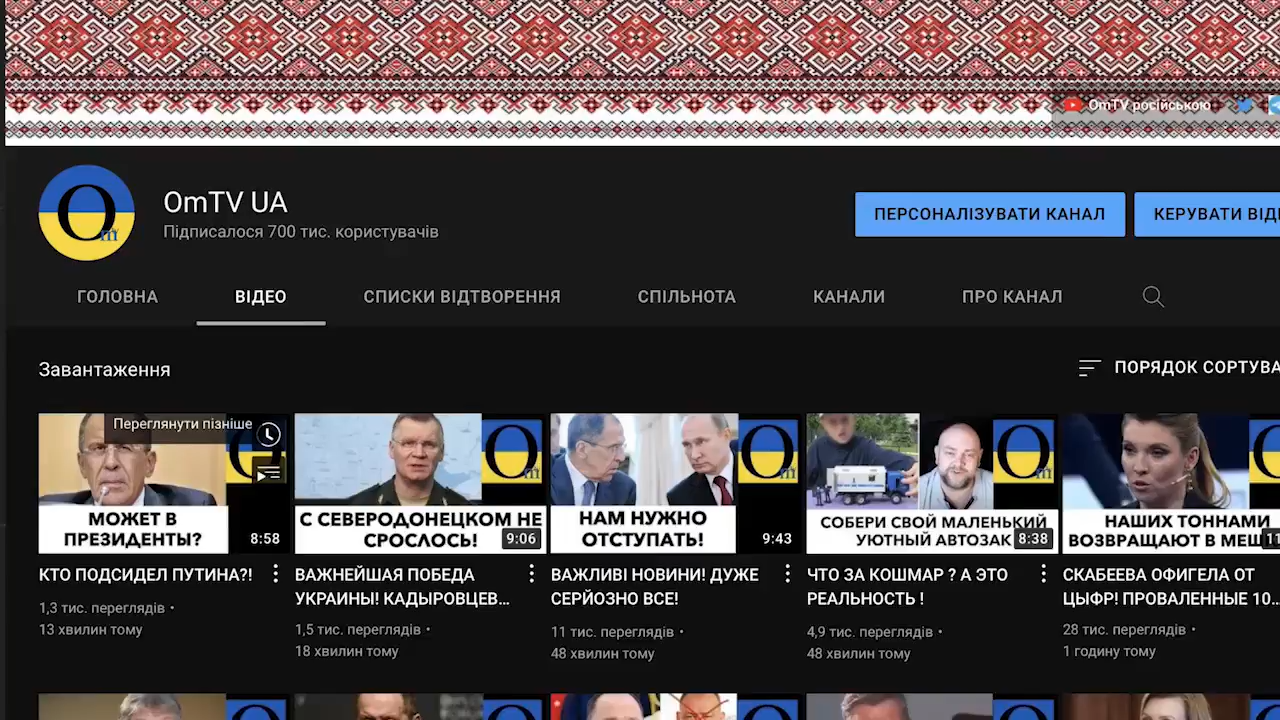 OmTV російською
OmTV UA
Підписалося 700 тис. користувачів
ПЕРСОНАЛІЗУВАТИ КАНАЛ
КЕРУВАТИ
ГОЛОВНА
ВІДЕО
СПИСКИ ВІДТВОРЕННЯ
СПІЛЬНОТА
КАНАЛИ
ПРО КАНАЛ
Завантаження
ПОРЯДОК
Переглянути пізніше
МОЖЕТ В
ПРЕЗИДЕНТЫ?
8:58
КТО ПОДСИДЕЛ ПУТИНА?!
1,3 тис. переглядів •
13 хвилин тому
С СЕВЕРОДОНЕЦКОМ НЕ
СРОСЛОСЬ!
9:06
ВАЖНЕЙШАЯ ПОБЕДА
УКРАИНЫ! КАДЫРОВЦЕВ...
1,5 тис. переглядів •
18 хвилин тому
НАМ НУЖНО
ОТСТУПАТЬ!
9:43
ВАЖЛИВІ НОВИНИ! ДУЖЕ
СЕРЙОЗНО ВСЕ!
11 тис. переглядів •
48 хвилин тому
СОБЕРИ СВОЙ МАЛЕНЬКИЙ
УЮТНЫЙ АВТОЗАК
8:38
ЧТО ЗА КОШМАР ? А ЭТО
РЕАЛЬНОСТЬ !
4,9 тис. переглядів •
48 хвилин тому
НАШИХ ТОННАМИ
ВОЗВРАЩАЮТ В
СКАБЕЕВА ОФИГЕЛА ОТ
ЦЫФР! ПРОВАЛЕННЫЕ 10...
28 тис. переглядів •
1 годину тому